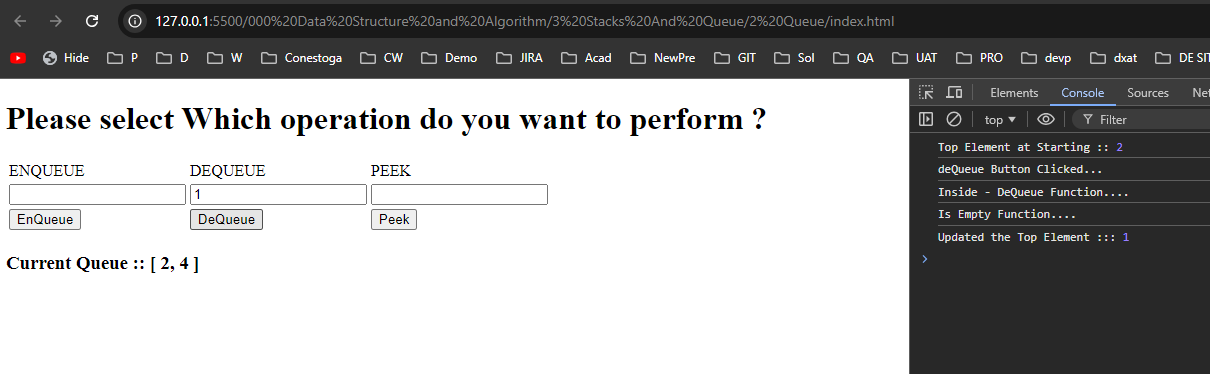 127.0.0.1:5500/000%20Data%20Structure%20and%20Algorithm/3%20Stacks%20And%20Queue/2%20Queue/index.html
Hide P D W Conestoga CW Demo JIRA Acad NewPre GIT Sol QA UAT PRO devp dxat DE SIT
Elements Console Sources Net
top Filter
Please select Which operation do you want to perform ?
ENQUEUE DEQUEUE PEEK
1
EnQueue DeQueue Peek
Current Queue :: [ 2, 4 ]
Top Element at Starting :: 2
deQueue Button Clicked...
Inside - DeQueue Function....
Is Empty Function....
Updated the Top Element ::: 1